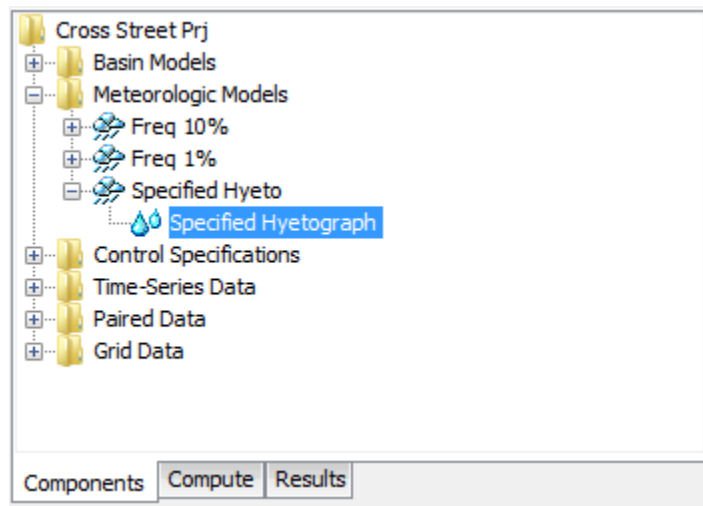 Cross Street Prj
Basin Models
Meteorologic Models
Freq 10%
Freq 1%
Specified Hyeto
Specified Hyetograph
Control Specifications
Time-Series Data
Paired Data
Grid Data
Components Compute Results